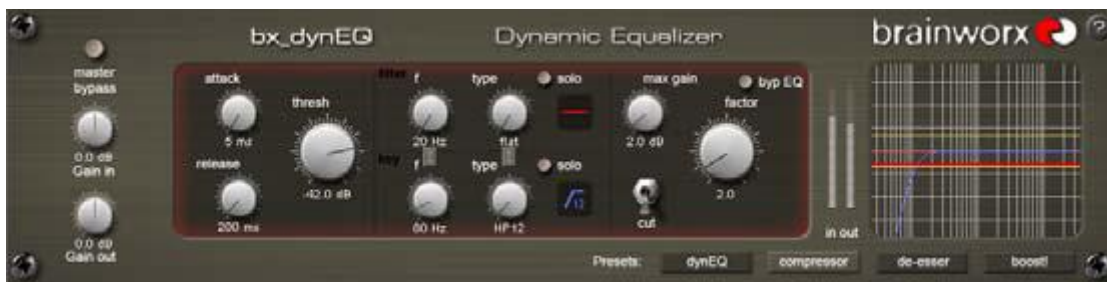 bx_dynEQ
Dynamic Equalizer
brainworx
?
master
bypass
0.0 dB
Gain in
0.0 dB
Gain out
attack
5 ms
release
200 ms
thresh
-42.0 dB
filter f type solo
20 Hz flat
key f type solo
60 Hz HP12
12
max gain
2.0 dB
cut
byp EQ
factor
2.0
in out
Presets: dynEQ compressor de-esser boost!